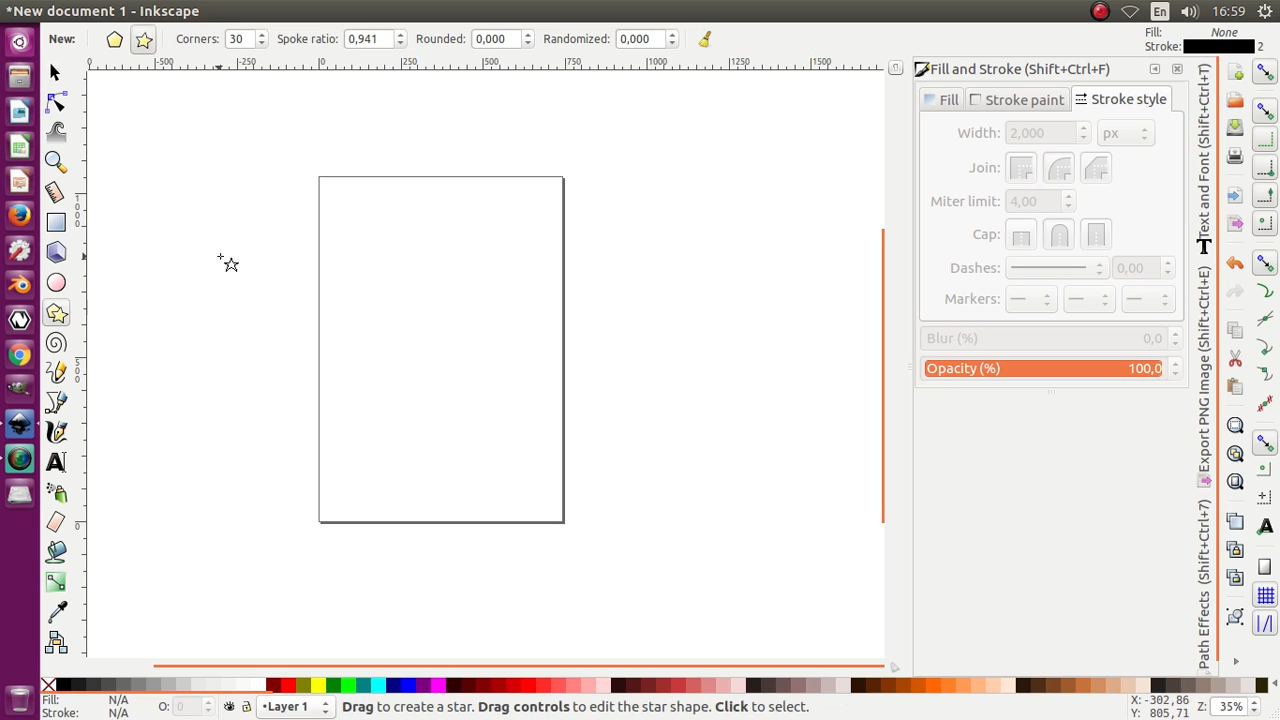 *New document 1 - Inkscape
En
16:59
New:
Corners: 30
Spoke ratio: 0,941
Rounded: 0,000
Randomized: 0,000
Fill: None
Stroke: 2
0
-500
-250
0
250
500
750
1000
1250
1500
1000
500
0
Fill and Stroke (Shift+Ctrl+F)
Fill
Stroke paint
Stroke style
Width: 2,000 px
Join:
Miter limit: 4,00
Cap:
Dashes: 0,00
Markers:
Blur (%) 0,0
Opacity (%) 100,0
Text and Font (Shift+Ctrl+T)
Export PNG Image (Shift+Ctrl+E)
Path Effects (Shift+Ctrl+7)
Fill: N/A
Stroke: N/A
O: 0
•Layer 1
Drag to create a star. Drag controls to edit the star shape. Click to select.
X: -302,86
Y: 805,71
Z: 35%